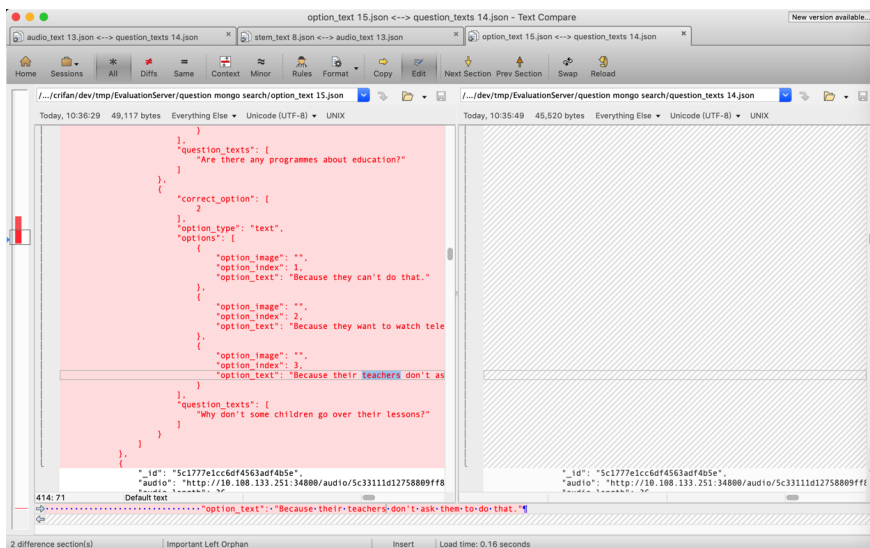 option_text 15.json <--> question_texts 14.json - Text Compare
New version available...
audio_text 13.json <--> question_texts 14.json
stem_text 8.json <--> audio_text 13.json
option_text 15.json <--> question_texts 14.json
Home Sessions All Diffs Same Context Minor Rules Format Copy Edit Next Section Prev Section Swap Reload
/.../crifan/dev/tmp/EvaluationServer/question mongo search/option_text 15.json
/.../dev/tmp/EvaluationServer/question mongo search/question_texts 14.json
Today, 10:36:29 49,117 bytes Everything Else Unicode (UTF-8) UNIX
Today, 10:35:49 45,520 bytes Everything Else Unicode (UTF-8) UNIX
}
],
"question_texts": [
"Are there any programmes about education?"
]
},
{
"correct_option": [
2
],
"option_type": "text",
"options": [
{
"option_image": "",
"option_index": 1,
"option_text": "Because they can't do that."
},
{
"option_image": "",
"option_index": 2,
"option_text": "Because they want to watch tele
},
{
"option_image": "",
"option_index": 3,
"option_text": "Because their teachers don't as
}
],
"question_texts": [
"Why don't some children go over their lessons?"
]
}
]
},
{
"_id": "5c1777e1cc6df4563adf4b5e",
"audio": "http://10.108.133.251:34800/audio/5c33111d12758809ff8
"_id": "5c1777e1cc6df4563adf4b5e",
"audio": "http://10.108.133.251:34800/audio/5c33111d12758809ff8
414: 71 Default text
"option_text":·"Because·their·teachers·don't·ask·them·to·do·that."¶
2 difference section(s) Important Left Orphan Insert Load time: 0.16 seconds